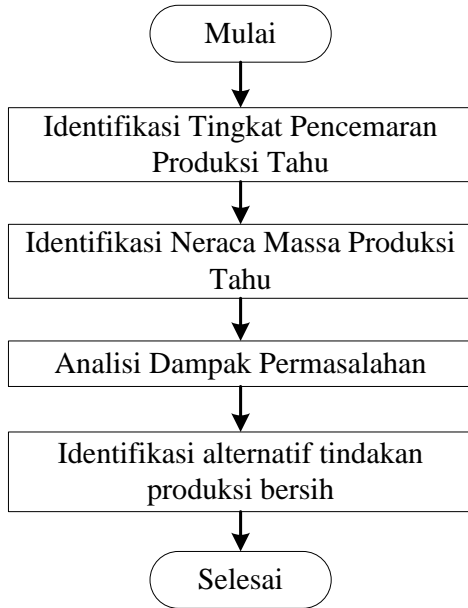 Mulai
Identifikasi Tingkat Pencemaran
Produksi Tahu
Identifikasi Neraca Massa Produksi
Tahu
Analisi Dampak Permasalahan
Identifikasi alternatif tindakan
produksi bersih
Selesai